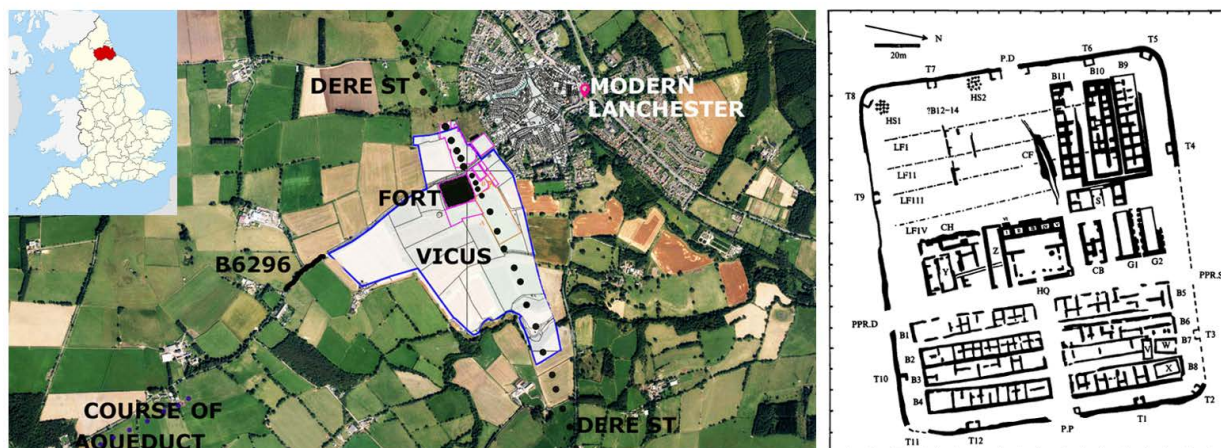 DERE ST
MODERN
LANCHESTER
FORT
VICUS
B6296
COURSE OF
AQUEDUCT
DERE ST
N
20m
T5
T6
P.D
B9
B10
B11
T7
T8
HS2
HS1
?B12-14
LF1
CF
T4
LF11
T9
LF111
S
LF1V
CH
Z
Y
CB
G1
G2
HQ
PPR.S
B5
PPR.D
B1
B6
T3
B7
V
W
B2
B3
X
B8
T10
B4
T1
T2
T11
T12
P.P